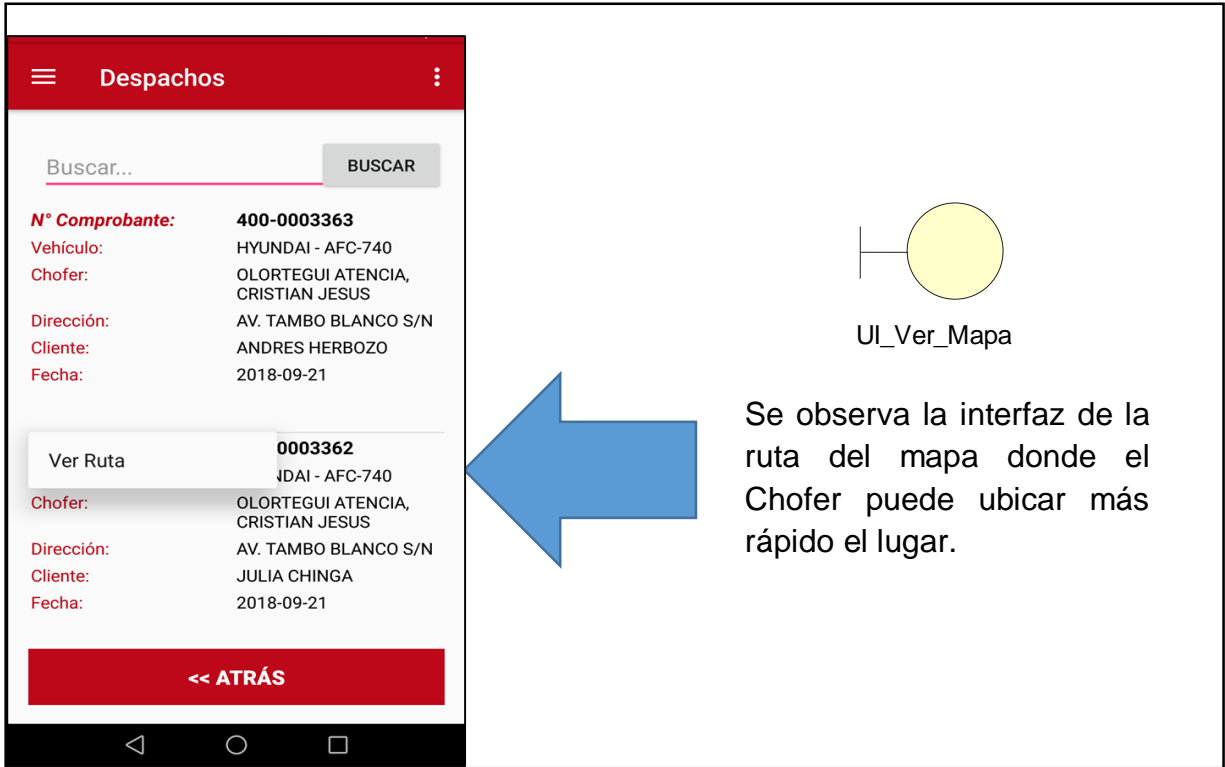 Despachos
Buscar...
BUSCAR
N° Comprobante: 400-0003363
Vehículo: HYUNDAI - AFC-740
Chofer: OLORTEGUI ATENCIA,
CRISTIAN JESUS
Dirección: AV. TAMBO BLANCO S/N
Cliente: ANDRES HERBOZO
Fecha: 2018-09-21
Ver Ruta
0003362
NDAI - AFC-740
Chofer: OLORTEGUI ATENCIA,
CRISTIAN JESUS
Dirección: AV. TAMBO BLANCO S/N
Cliente: JULIA CHINGA
Fecha: 2018-09-21
<< ATRÁS
UI_Ver_Mapa
Se observa la interfaz de la
ruta del mapa donde el
Chofer puede ubicar más
rápido el lugar.